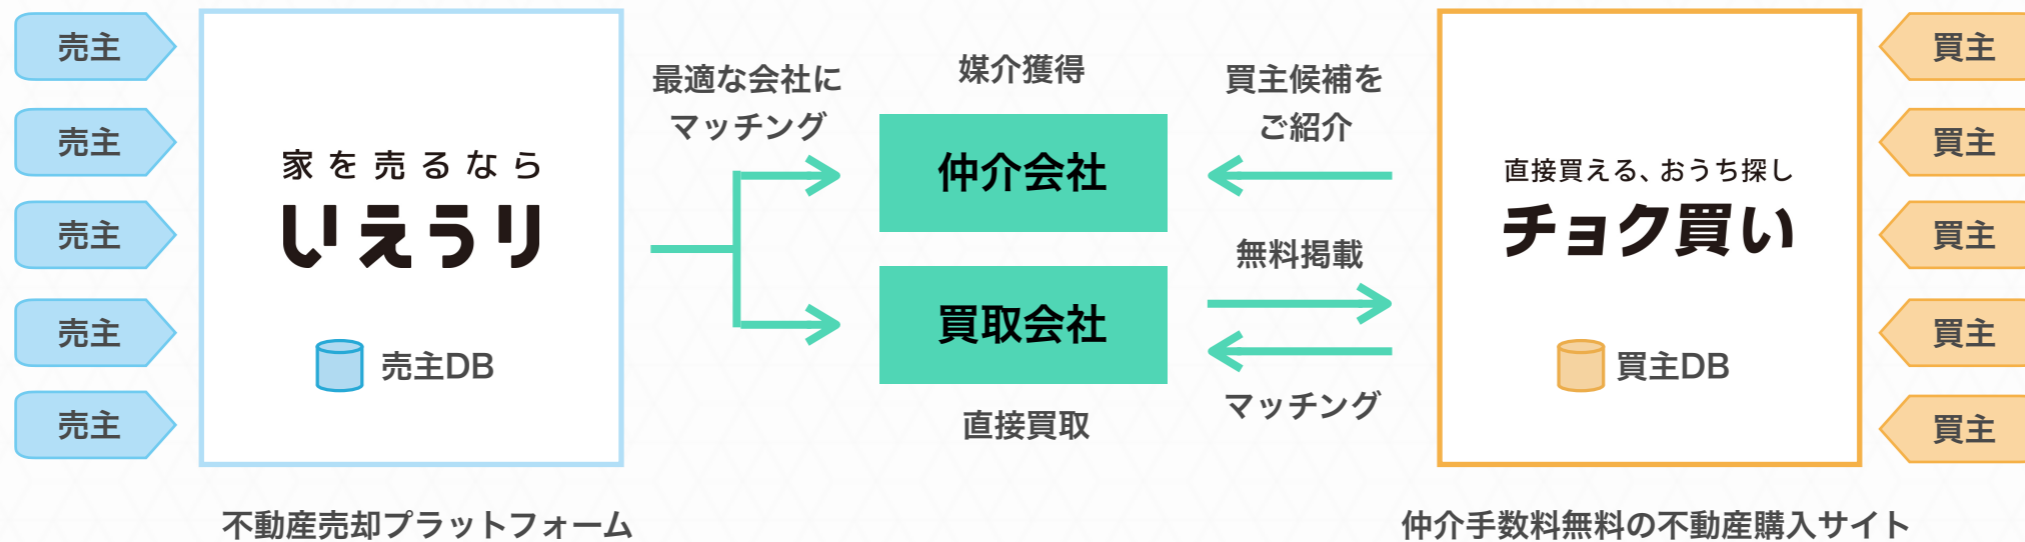 売主
売主
売主
売主
売主
家を売るなら
いえうり
売主DB
不動産売却プラットフォーム
最適な会社に
マッチング
媒介獲得
仲介会社
買取会社
直接買取
買主候補を
ご紹介
無料掲載
マッチング
直接買える、おうち探し
チョク買い
買主DB
仲介手数料無料の不動産購入サイト
買主
買主
買主
買主
買主